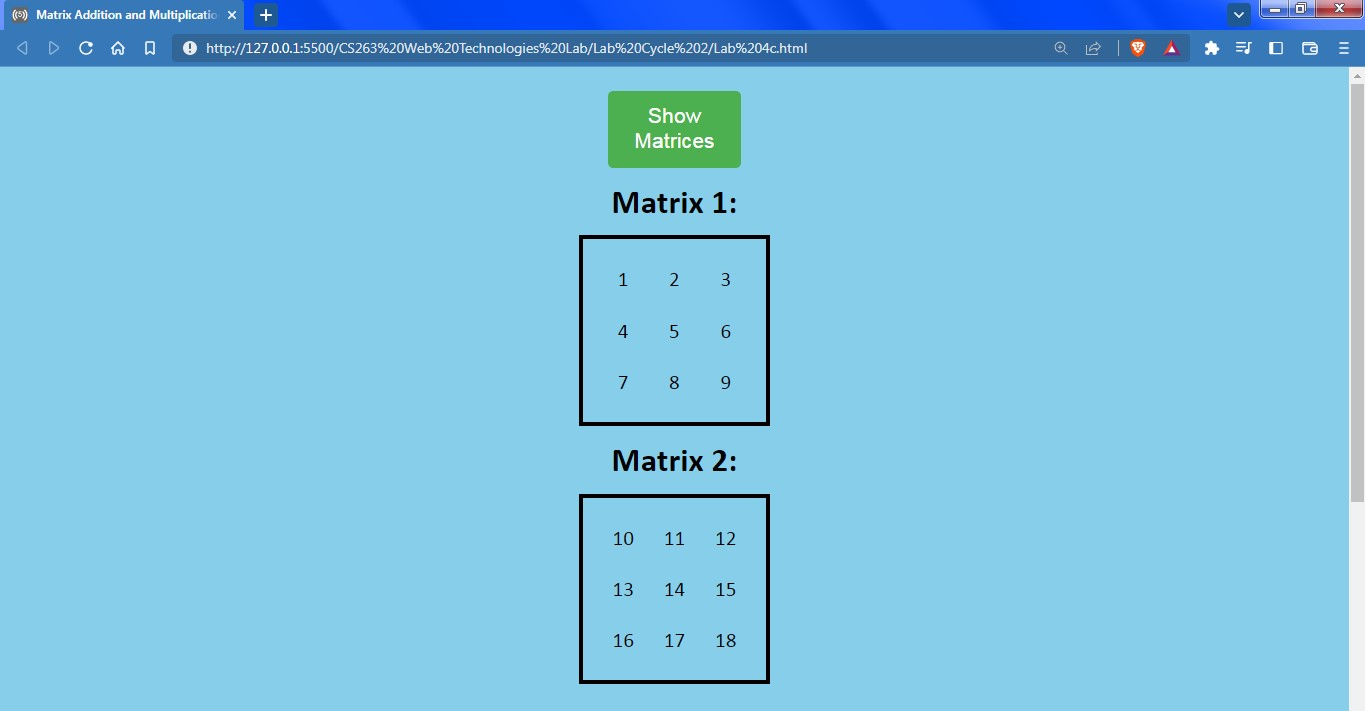 Matrix Addition and Multiplicatio
http://127.0.0.1:5500/CS263%20Web%20Technologies%20Lab/Lab%20Cycle%202/Lab%204c.html
Show
Matrices
Matrix 1:
1 2 3
4 5 6
7 8 9
Matrix 2:
10 11 12
13 14 15
16 17 18